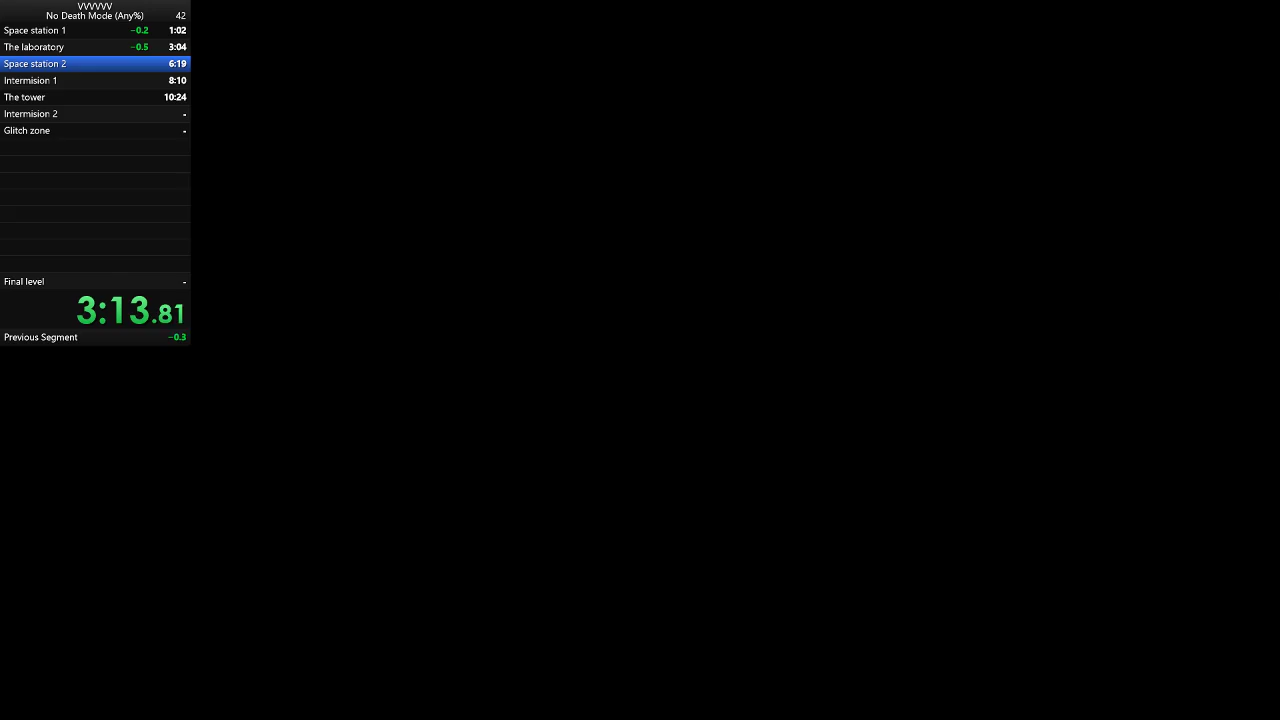 VVVVVV
No Death Mode (Any%) 42
Space station 1 −0.2 1:02
The laboratory −0.5 3:04
Space station 2 6:19
Intermision 1 8:10
The tower 10:24
Intermision 2 -
Glitch zone -
Final level -
3:13.81
Previous Segment −0.3